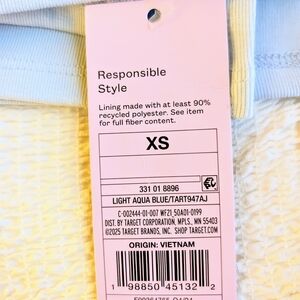 Responsible
Style
Lining made with at least 90%
recycled polyester. See item
for full fiber content.
XS
331 01 8896
LIGHT AQUA BLUE/TART947AJ
C-002444-01-007 WF21_50A01-0199
DIST. BY TARGET CORPORATION, MPLS., MN 55403
©2025 TARGET BRANDS, INC. SHOP TARGET.COM
ORIGIN: VIETNAM
1 98850 45132 2